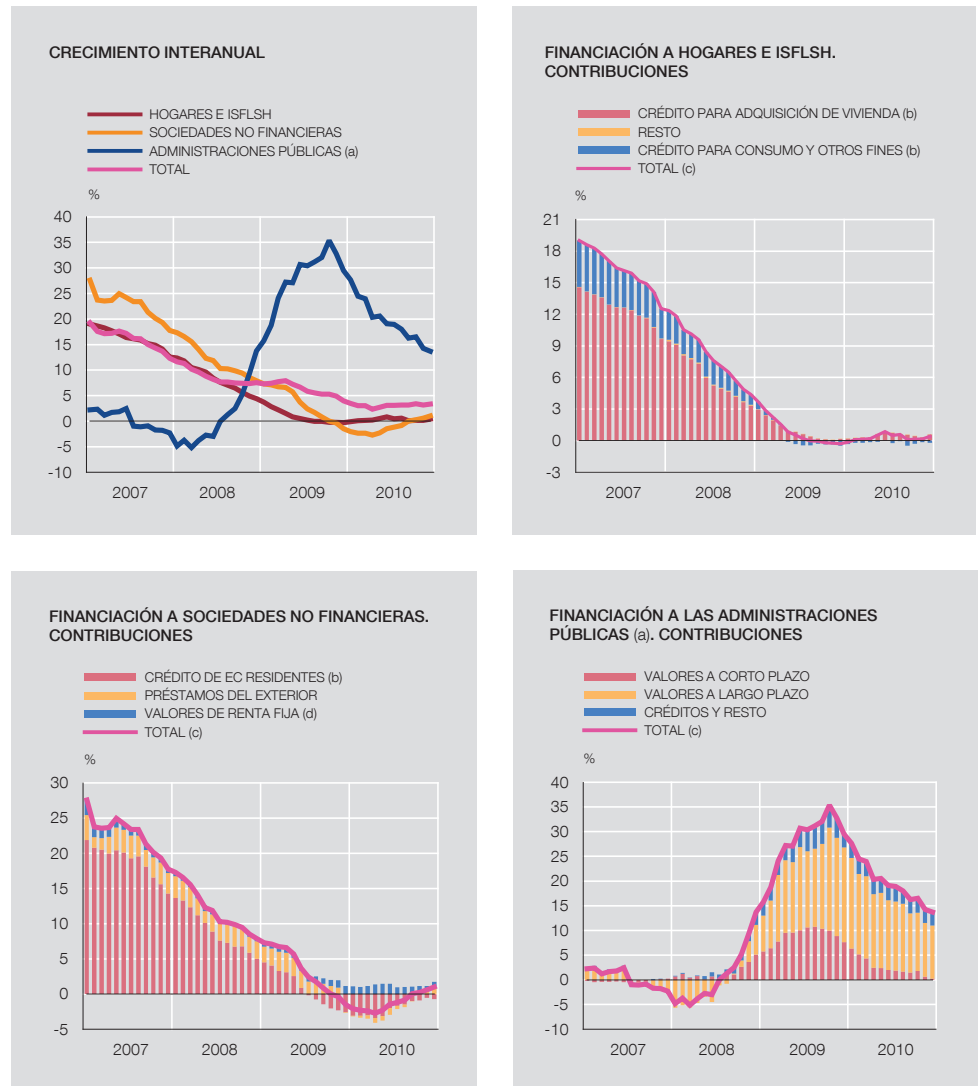 CRECIMIENTO INTERANUAL
HOGARES E ISFLSH
SOCIEDADES NO FINANCIERAS
ADMINISTRACIONES PÚBLICAS (a)
TOTAL
%
40
35
30
25
20
15
10
5
0
-5
-10
2007 2008 2009 2010
FINANCIACIÓN A HOGARES E ISFLSH.
CONTRIBUCIONES
CRÉDITO PARA ADQUISICIÓN DE VIVIENDA (b)
RESTO
CRÉDITO PARA CONSUMO Y OTROS FINES (b)
TOTAL (c)
%
21
18
15
12
9
6
3
0
-3
2007 2008 2009 2010
FINANCIACIÓN A SOCIEDADES NO FINANCIERAS.
CONTRIBUCIONES
CRÉDITO DE EC RESIDENTES (b)
PRÉSTAMOS DEL EXTERIOR
VALORES DE RENTA FIJA (d)
TOTAL (c)
%
30
25
20
15
10
5
0
-5
2007 2008 2009 2010
FINANCIACIÓN A LAS ADMINISTRACIONES
PÚBLICAS (a). CONTRIBUCIONES
VALORES A CORTO PLAZO
VALORES A LARGO PLAZO
CRÉDITOS Y RESTO
TOTAL (c)
%
40
35
30
25
20
15
10
5
0
-5
-10
2007 2008 2009 2010